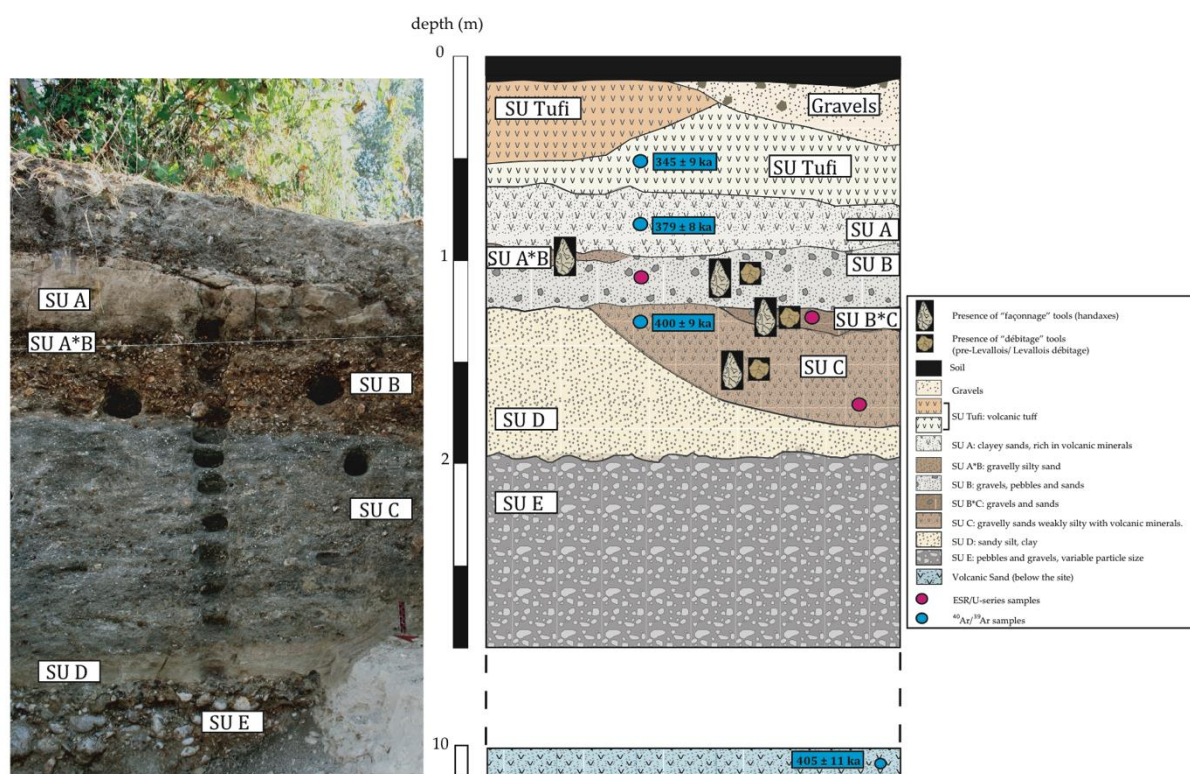 depth (m)
0
1
2
10
SU A
SU A*B
SU B
SU C
SU D
SU E
SU Tufi
Gravels
SU Tufi
345 ± 9 ka
379 ± 8 ka
SU A
SU A*B
SU B
400 ± 9 ka
SU B*C
SU C
SU D
SU E
405 ± 11 ka
Presence of “façonnage” tools (handaxes)
Presence of “débitage” tools
(pre-Levallois/ Levallois débitage)
Soil
Gravels
SU Tufi: volcanic tuff
SU A: clayey sands, rich in volcanic minerals
SU A*B: gravelly silty sand
SU B: gravels, pebbles and sands
SU B*C: gravels and sands
SU C: gravelly sands weakly silty with volcanic minerals.
SU D: sandy silt, clay
SU E: pebbles and gravels, variable particle size
Volcanic Sand (below the site)
ESR/U-series samples
⁴⁰Ar/³⁹Ar samples